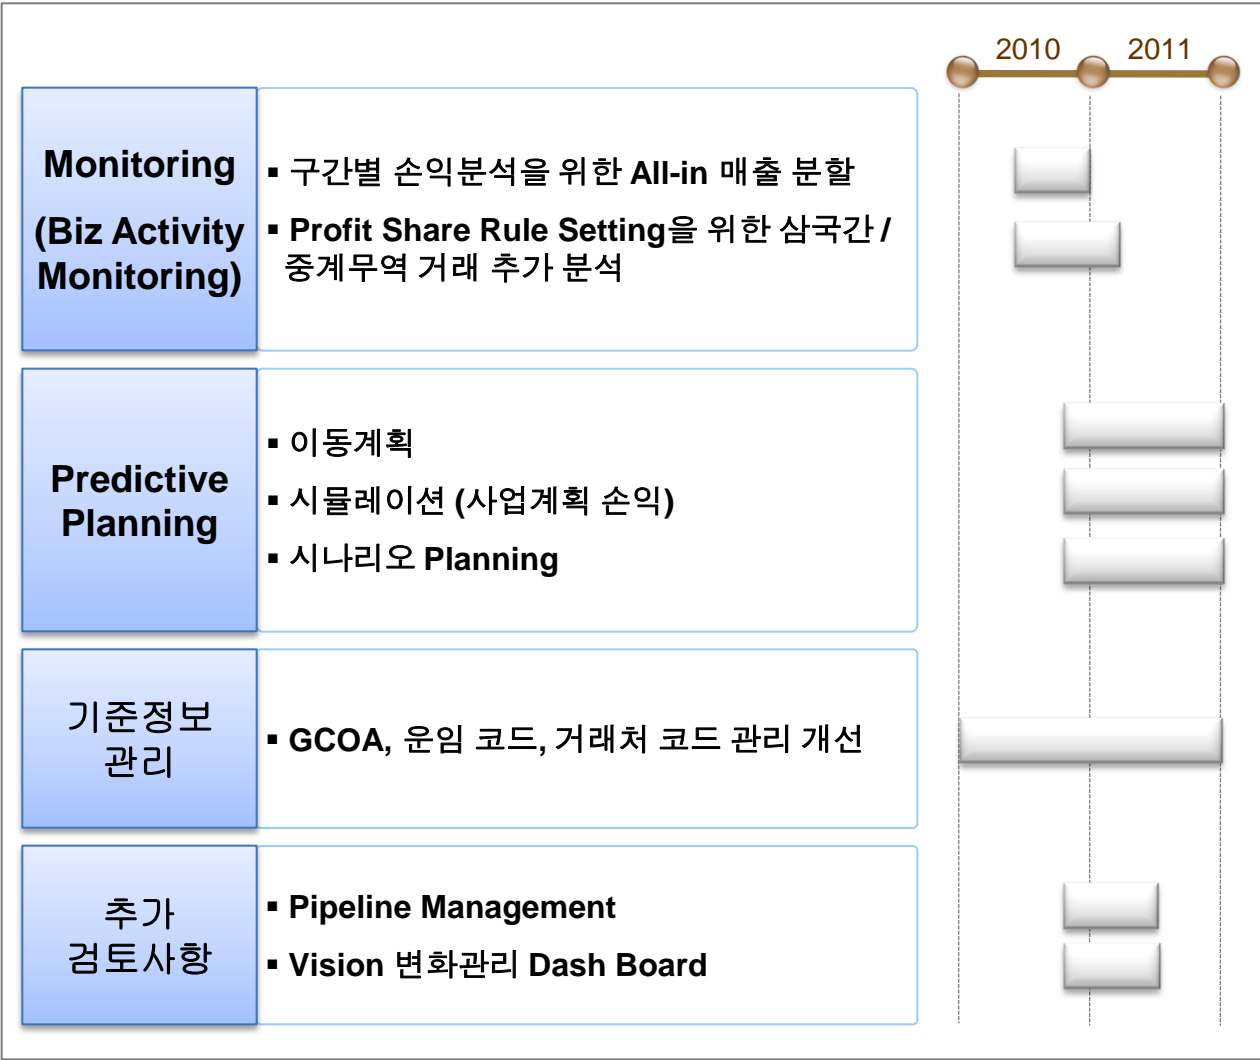 2010 2011
Monitoring
(Biz Activity
Monitoring)
▪ 구간별 손익분석을 위한 All-in 매출 분할
▪ Profit Share Rule Setting을 위한 삼국간 /
중계무역 거래 추가 분석
Predictive
Planning
▪ 이동계획
▪ 시뮬레이션 (사업계획 손익)
▪ 시나리오 Planning
기준정보
관리
▪ GCOA, 운임 코드, 거래처 코드 관리 개선
추가
검토사항
▪ Pipeline Management
▪ Vision 변화관리 Dash Board